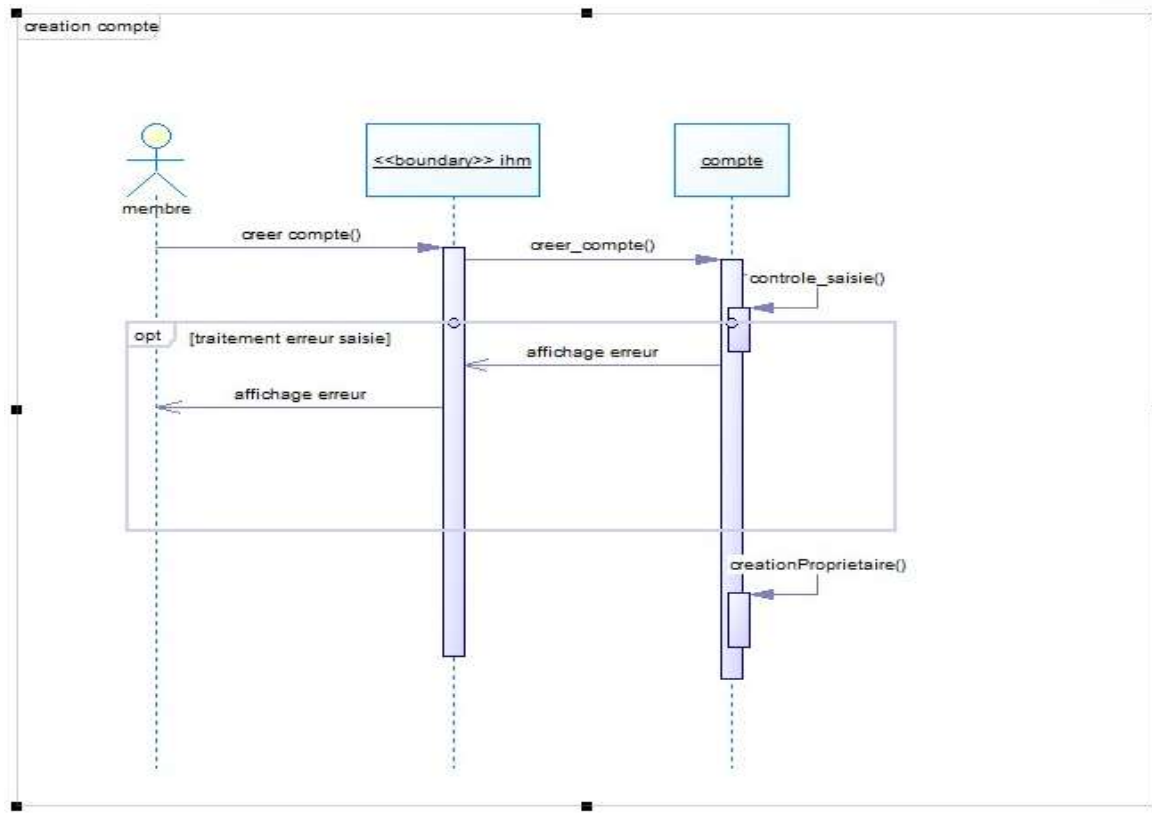 creation compte
membre
<<boundary>> ihm
compte
creer compte()
creer_compte()
controle_saisie()
opt
[traitement erreur saisie]
affichage erreur
affichage erreur
creationProprietaire()